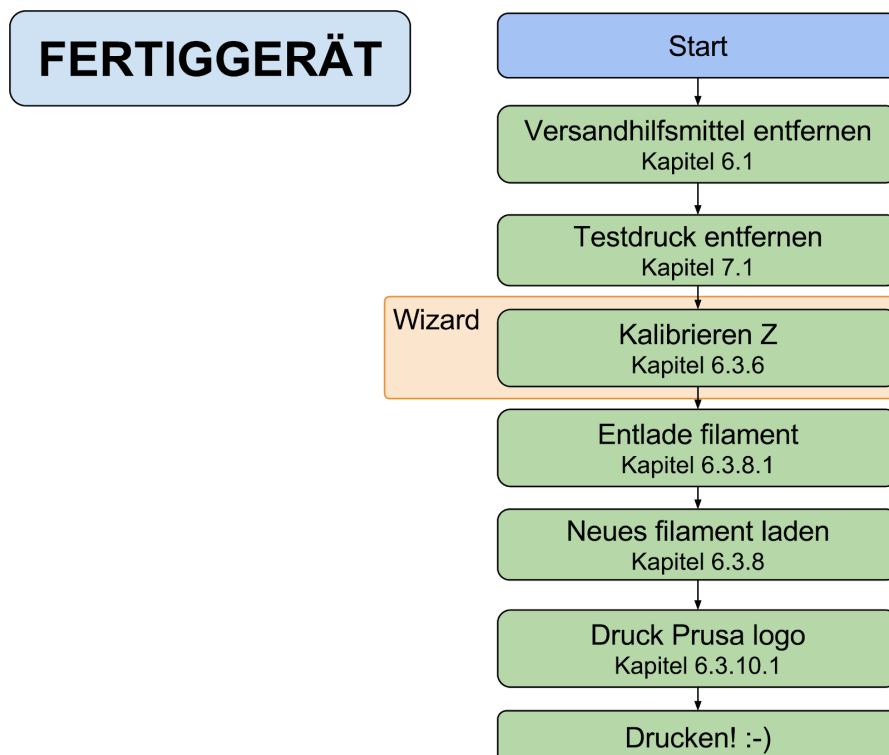 FERTIGGERÄT
Start
Versandhilfsmittel entfernen
Kapitel 6.1
Testdruck entfernen
Kapitel 7.1
Wizard
Kalibrieren Z
Kapitel 6.3.6
Entlade filament
Kapitel 6.3.8.1
Neues filament laden
Kapitel 6.3.8
Druck Prusa logo
Kapitel 6.3.10.1
Drucken! :-)